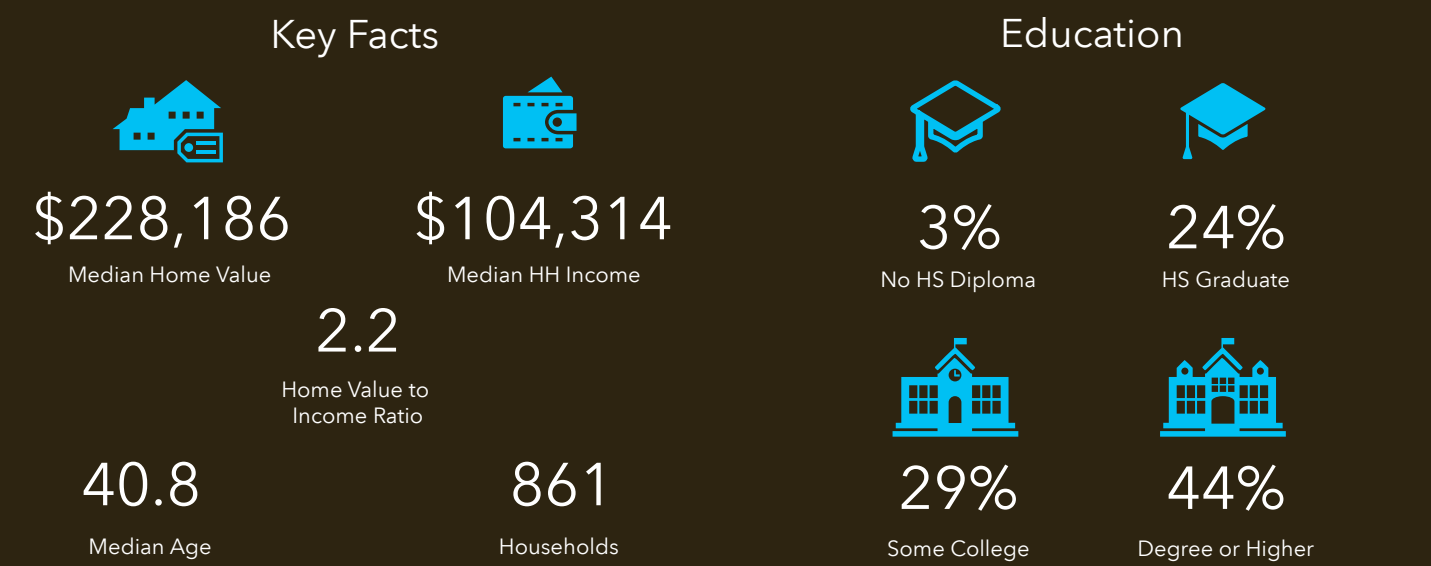 Key Facts
$228,186
Median Home Value
$104,314
Median HH Income
2.2
Home Value to
Income Ratio
40.8
Median Age
861
Households
Education
3%
No HS Diploma
24%
HS Graduate
29%
Some College
44%
Degree or Higher